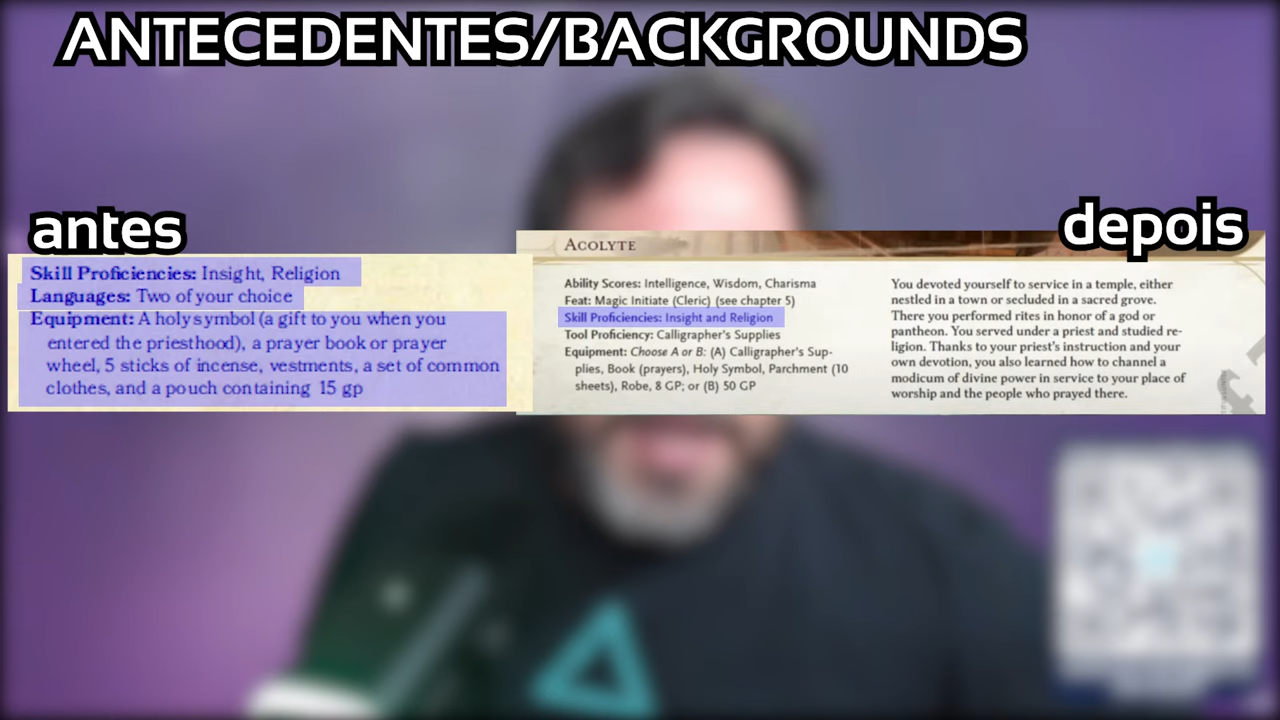 ANTECEDENTES/BACKGROUNDS
antes
depois
Skill Proficiencies: Insight, Religion
Languages: Two of your choice
Equipment: A holy symbol (a gift to you when you
entered the priesthood), a prayer book or prayer
wheel, 5 sticks of incense, vestments, a set of common
clothes, and a pouch containing 15 gp
ACOLYTE
Ability Scores: Intelligence, Wisdom, Charisma
Feat: Magic Initiate (Cleric) (see chapter 5)
Skill Proficiencies: Insight and Religion
Tool Proficiency: Calligrapher's Supplies
Equipment: Choose A or B: (A) Calligrapher's Sup-
plies, Book (prayers), Holy Symbol, Parchment (10
sheets), Robe, 8 GP; or (B) 50 GP
You devoted yourself to service in a temple, either
nestled in a town or secluded in a sacred grove.
There you performed rites in honor of a god or
pantheon. You served under a priest and studied re-
ligion. Thanks to your priest's instruction and your
own devotion, you also learned how to channel a
modicum of divine power in service to your place of
worship and the people who prayed there.